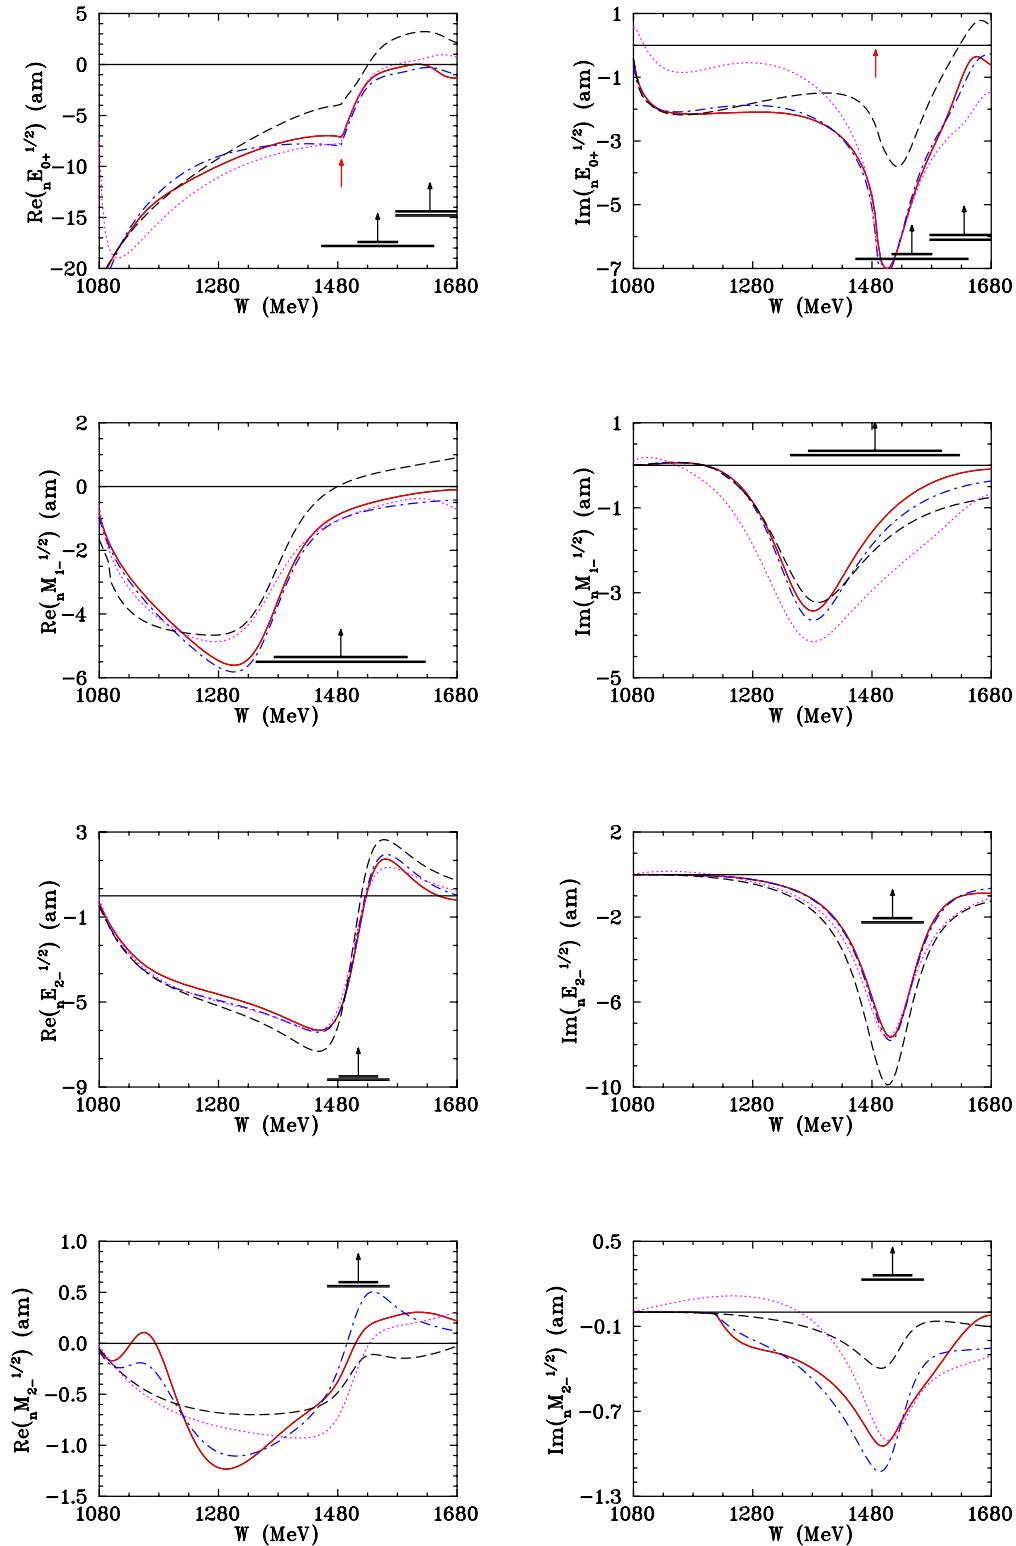 Re(ₙE₀₊^1/2) (am)
5
0
−5
−10
−15
−20
1080 1280 1480 1680
W (MeV)
Im(ₙE₀₊^1/2) (am)
1
−1
−3
−5
−7
1080 1280 1480 1680
W (MeV)
Re(ₙM₁₋^1/2) (am)
2
0
−2
−4
−6
1080 1280 1480 1680
W (MeV)
Im(ₙM₁₋^1/2) (am)
1
−1
−3
−5
1080 1280 1480 1680
W (MeV)
Re(ₙE₂₋^1/2) (am)
3
−1
−5
−9
1080 1280 1480 1680
W (MeV)
Im(ₙE₂₋^1/2) (am)
2
−2
−6
−10
1080 1280 1480 1680
W (MeV)
Re(ₙM₂₋^1/2) (am)
1.0
0.5
0.0
−0.5
−1.0
−1.5
1080 1280 1480 1680
W (MeV)
Im(ₙM₂₋^1/2) (am)
0.5
−0.1
−0.7
−1.3
1080 1280 1480 1680
W (MeV)